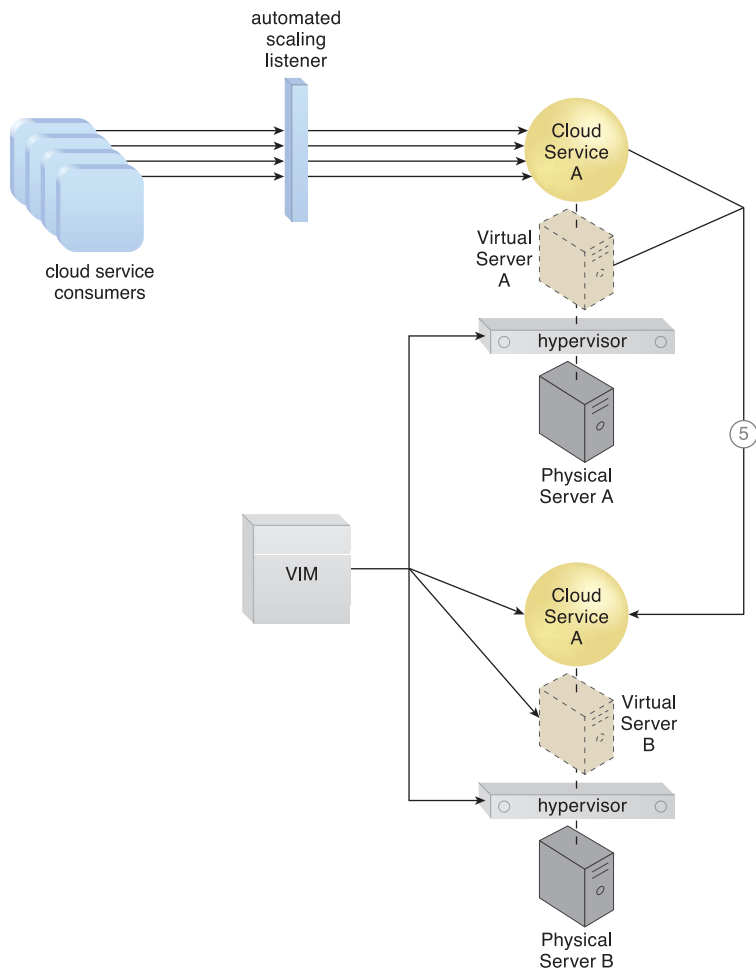 automated
scaling
listener
Cloud
Service
A
Virtual
Server
A
cloud service
consumers
hypervisor
5
Physical
Server A
VIM
Cloud
Service
A
Virtual
Server
B
hypervisor
Physical
Server B